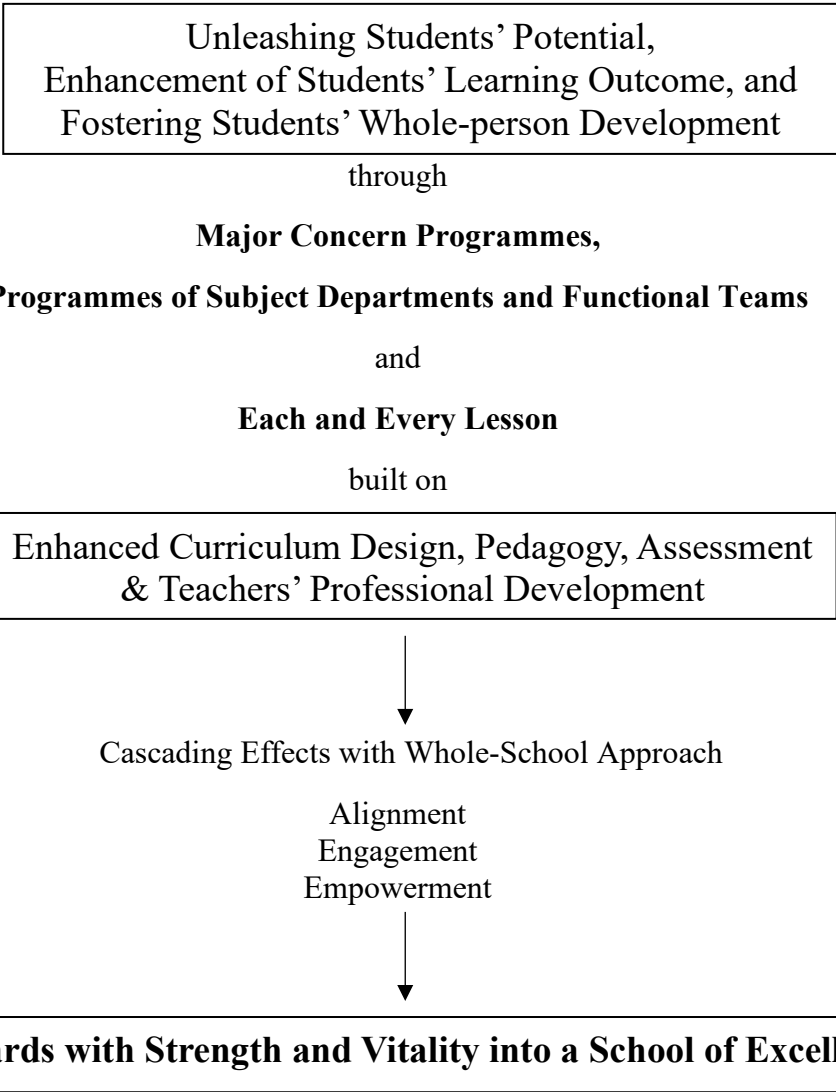 Unleashing Students’ Potential,
Enhancement of Students’ Learning Outcome, and
Fostering Students’ Whole-person Development
through
Major Concern Programmes,
Programmes of Subject Departments and Functional Teams
and
Each and Every Lesson
built on
Enhanced Curriculum Design, Pedagogy, Assessment
& Teachers’ Professional Development
Cascading Effects with Whole-School Approach
Alignment
Engagement
Empowerment
with Strength and Vitality into a School of